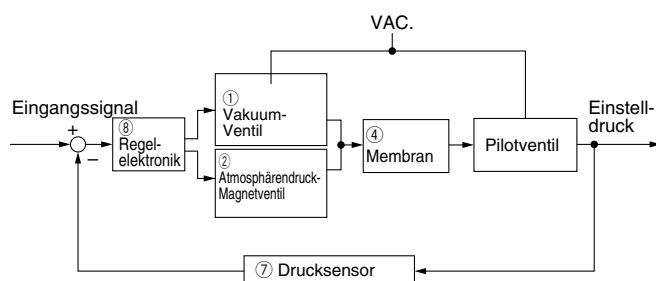 VAC.
Eingangssignal
+
−
⑧
Regel-
elektronik
①
Vakuum-
Ventil
②
Atmosphärendruck-
Magnetventil
④
Membran
Pilotventil
Einstell-
druck
⑦ Drucksensor